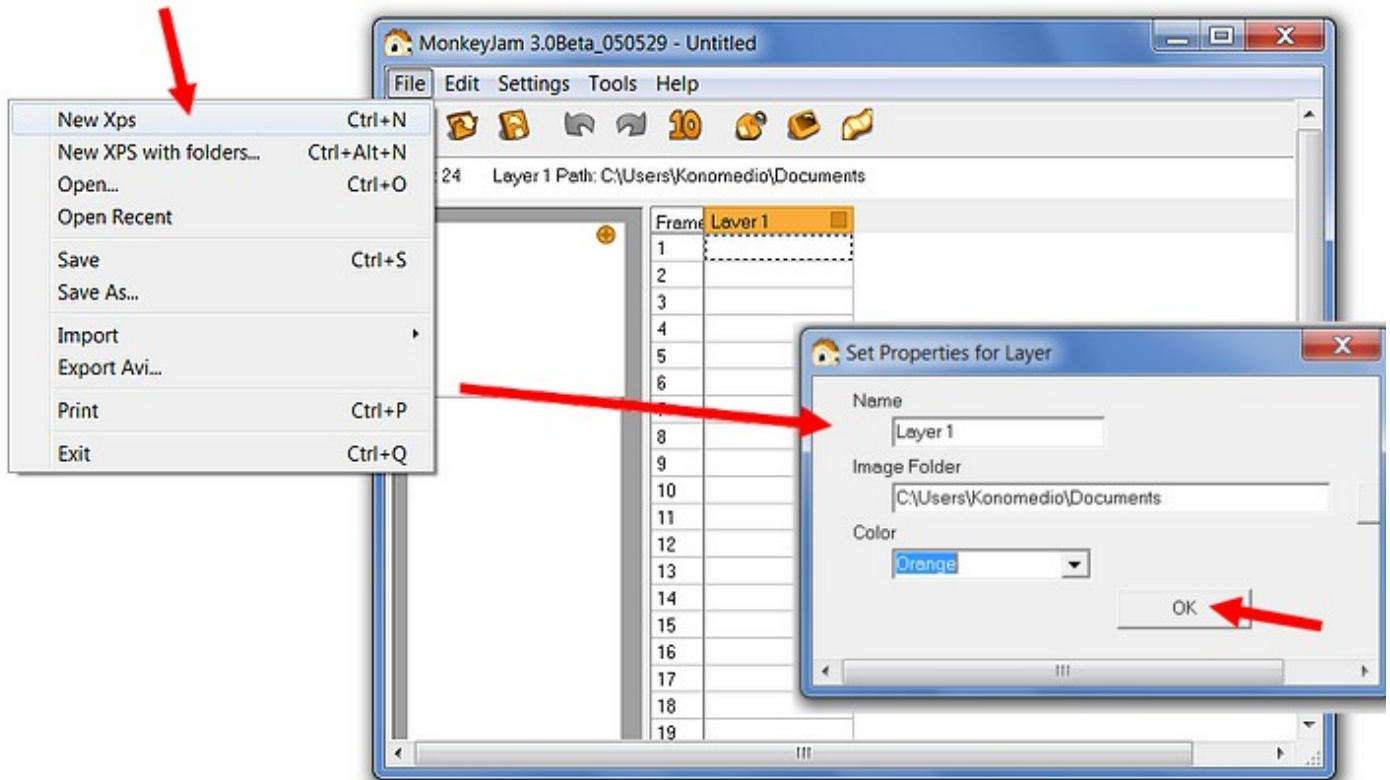 MonkeyJam 3.0Beta_050529 - Untitled
File Edit Settings Tools Help
New Xps Ctrl+N
New XPS with folders... Ctrl+Alt+N
Open... Ctrl+O
Open Recent
Save Ctrl+S
Save As...
Import
Export Avi...
Print Ctrl+P
Exit Ctrl+Q
10
: 24 Layer 1 Path: C:\Users\Konomedio\Documents
Frame Layer 1
1
2
3
4
5
6
8
9
10
11
12
13
14
15
16
17
18
19
Set Properties for Layer
Name
Layer 1
Image Folder
C:\Users\Konomedio\Documents
Color
Orange
OK